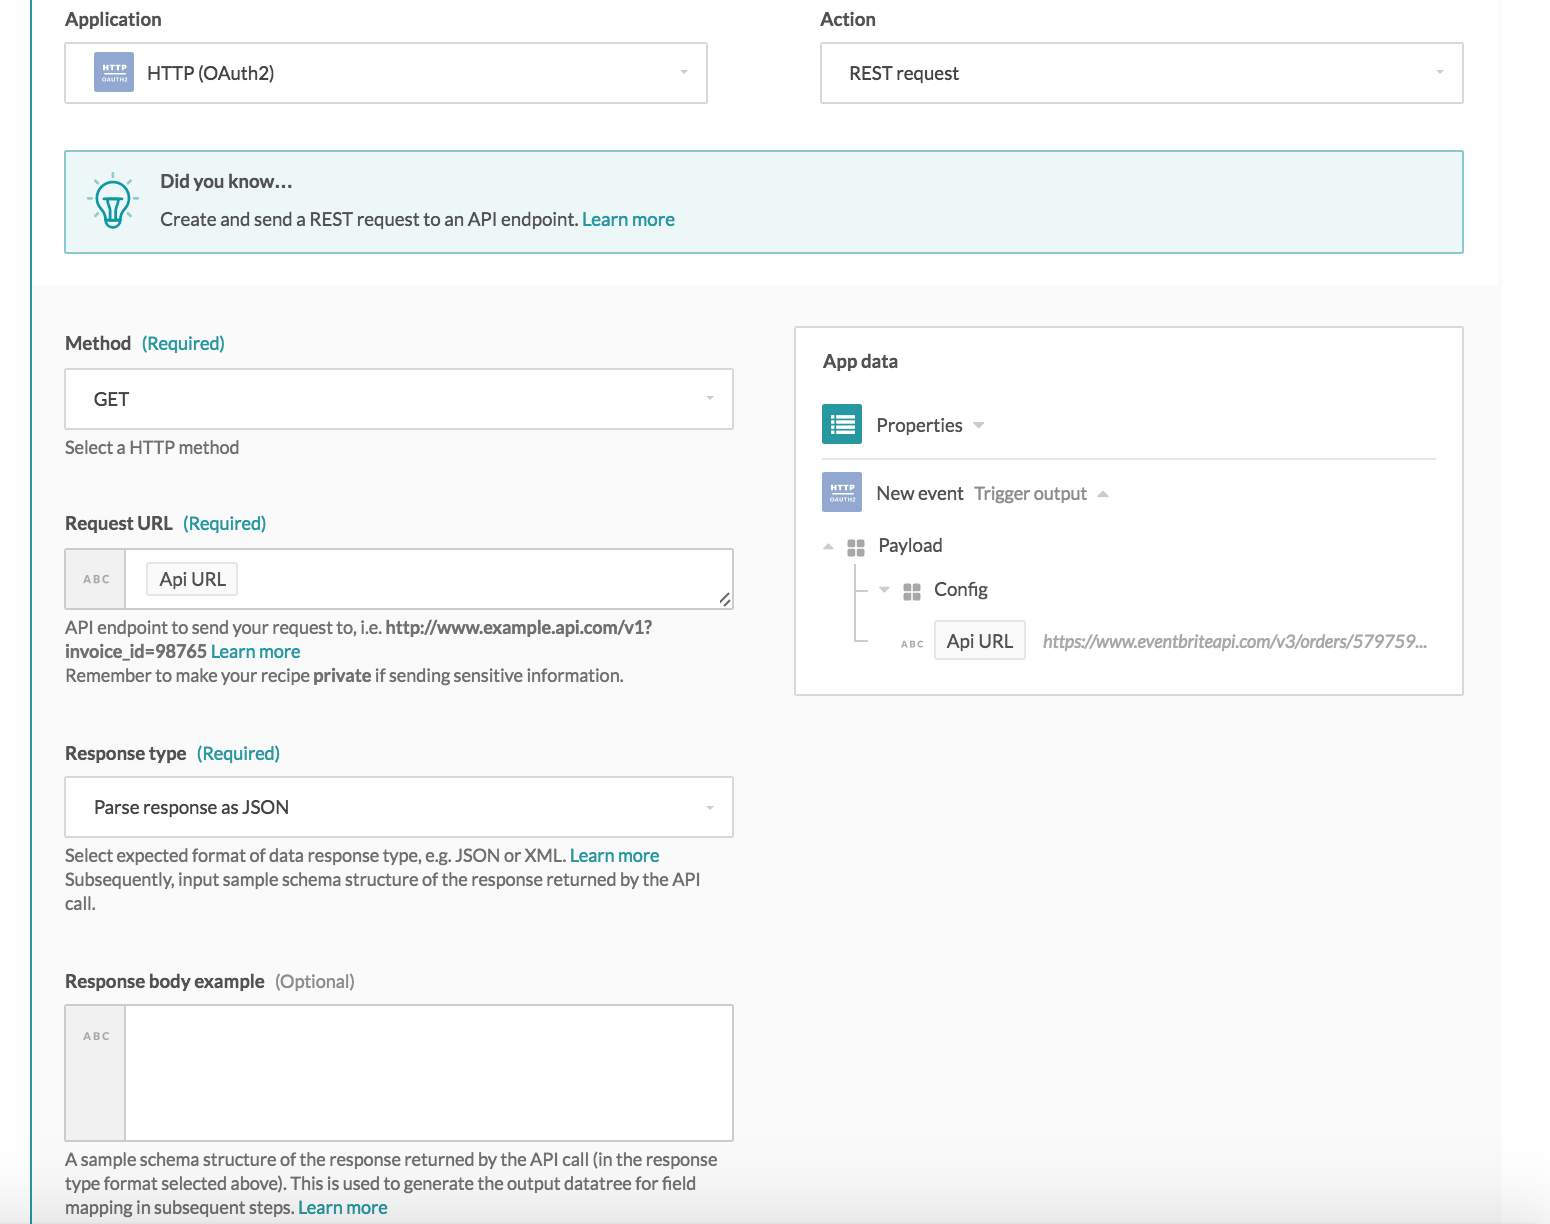 Application
Action
HTTP
OAUTH2
HTTP (OAuth2)
REST request
Did you know...
Create and send a REST request to an API endpoint. Learn more
Method (Required)
GET
Select a HTTP method
Request URL (Required)
ABC
Api URL
API endpoint to send your request to, i.e. http://www.example.api.com/v1?
invoice_id=98765 Learn more
Remember to make your recipe private if sending sensitive information.
Response type (Required)
Parse response as JSON
Select expected format of data response type, e.g. JSON or XML. Learn more
Subsequently, input sample schema structure of the response returned by the API
call.
Response body example (Optional)
ABC
A sample schema structure of the response returned by the API call (in the response
type format selected above). This is used to generate the output datatree for field
mapping in subsequent steps. Learn more
App data
Properties
HTTP
OAUTH2
New event Trigger output
Payload
Config
ABC
Api URL
https://www.eventbriteapi.com/v3/orders/579759...